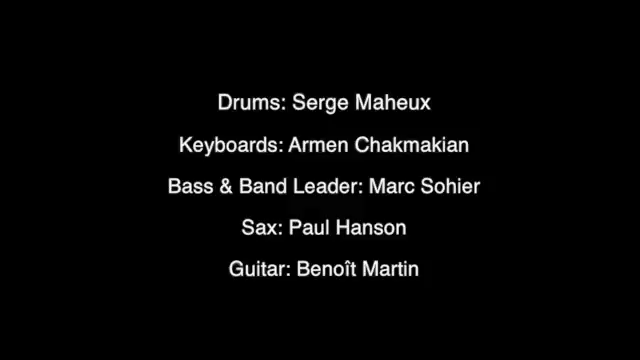 Drums: Serge Maheux
Keyboards: Armen Chakmakian
Bass & Band Leader: Marc Sohier
Sax: Paul Hanson
Guitar: Benoît Martin